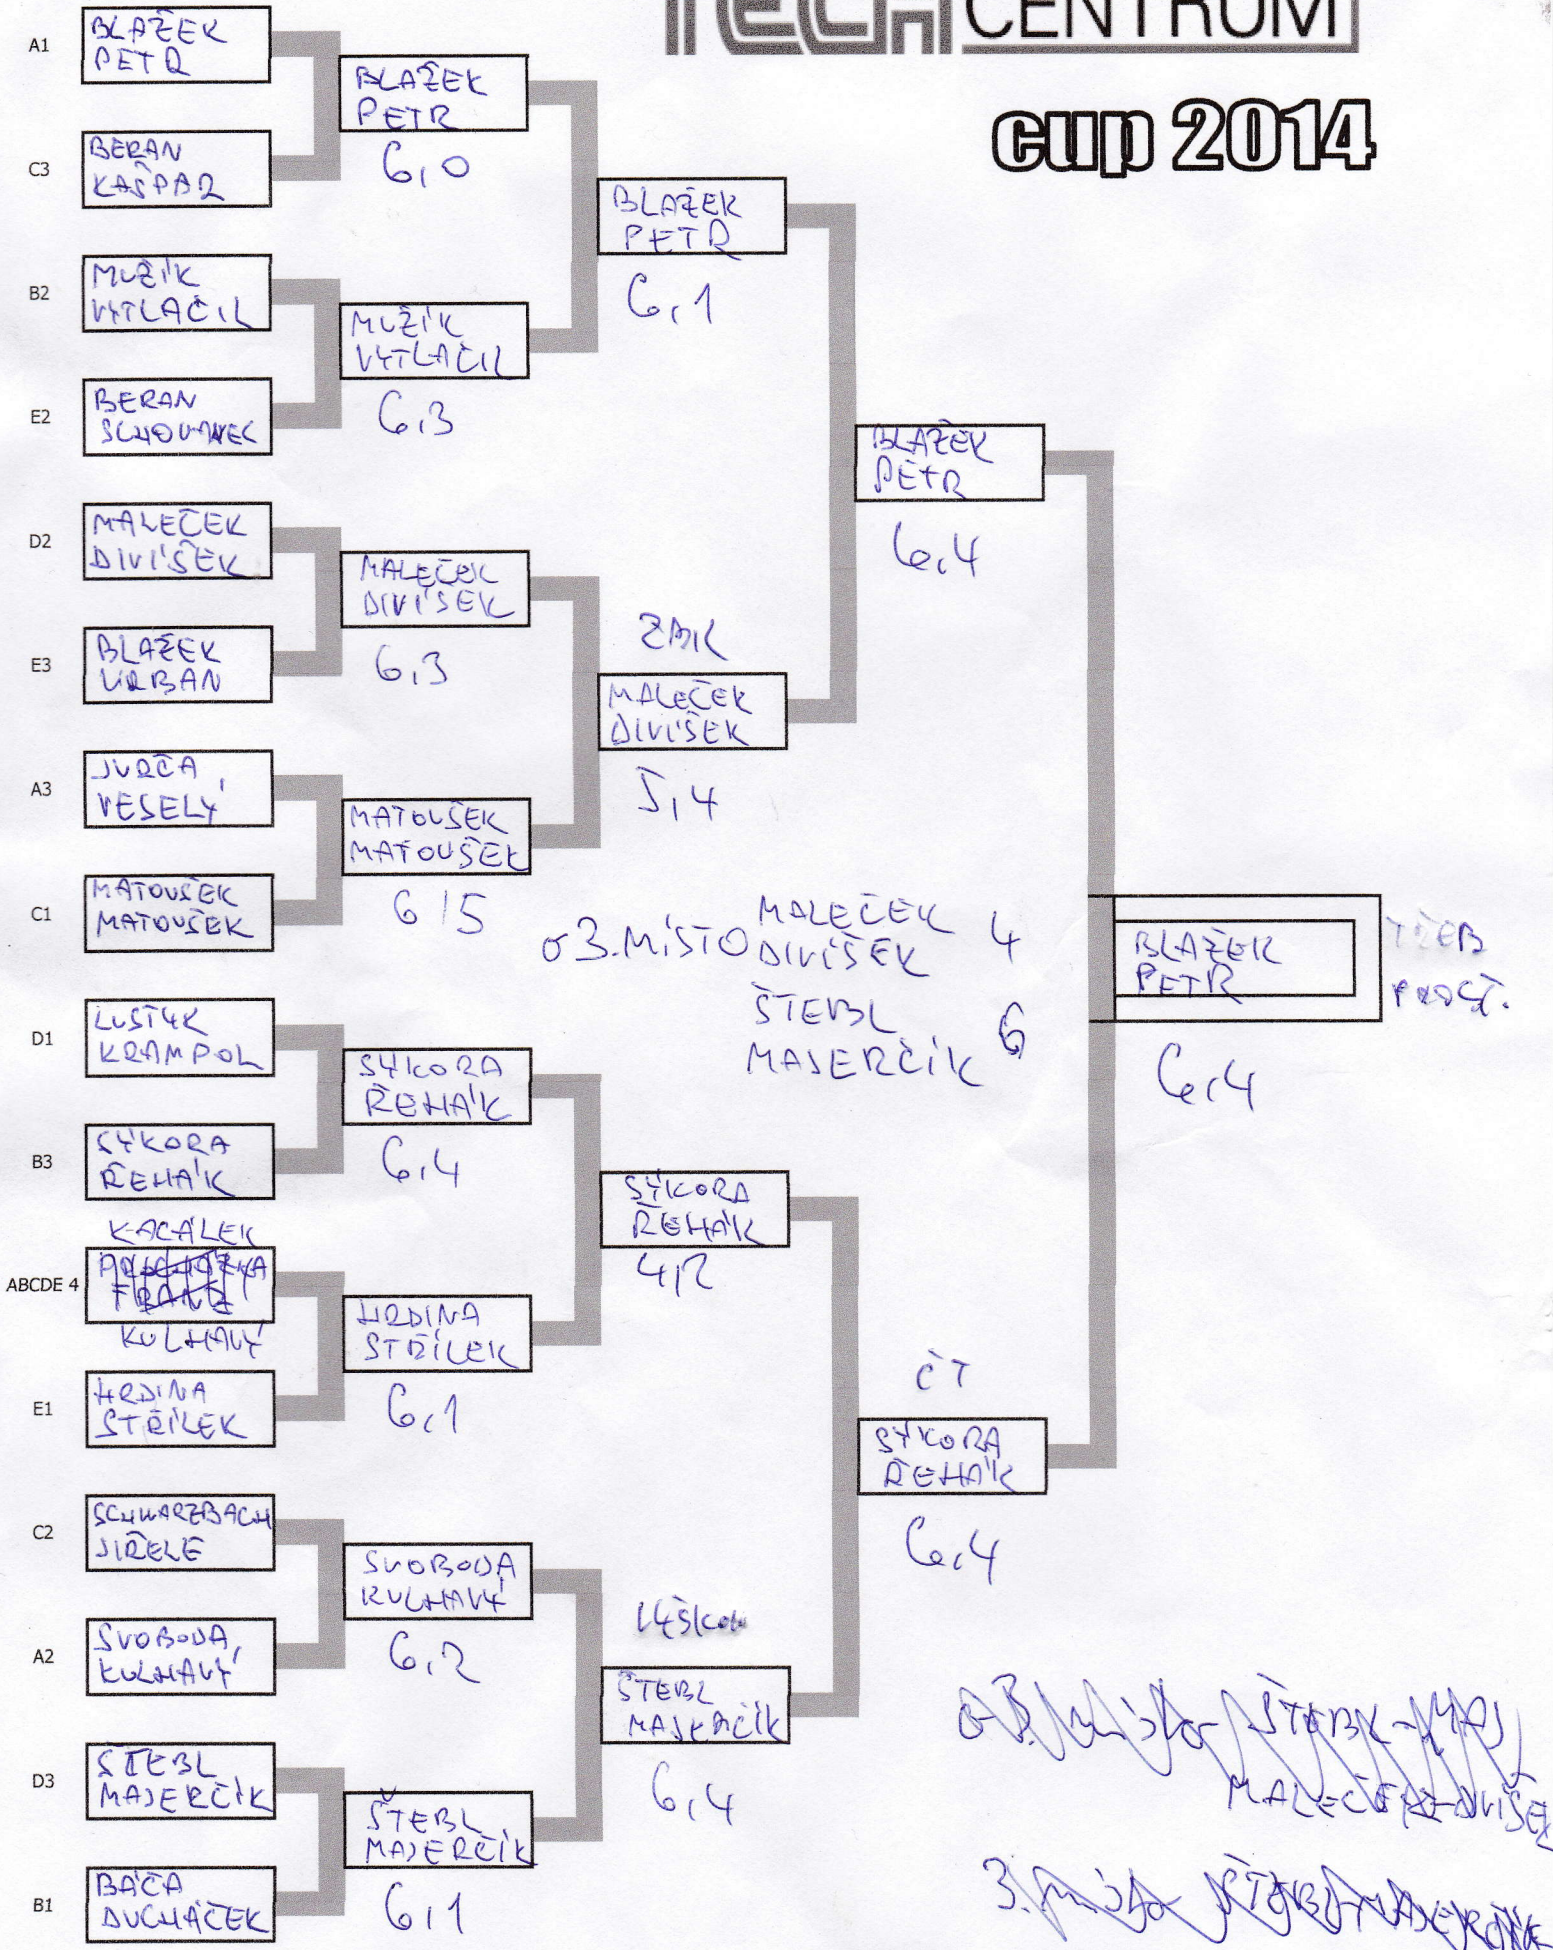 TECH CENTRUM
cup 2014
A1
BLAŽEK
PETR
C3
BERAN
KAŠPAR
B2
MUŽÍK
VYTLAČIL
E2
BERAN
SCHOVANEC
D2
MALEČEK
DIVÍŠEK
E3
BLAŽEK
URBAN
A3
JURČA
VESELÝ
C1
MATOUŠEK
MATOUŠEK
D1
LUSTYK
KRAMPOL
B3
SÝKORA
ŘEHÁK
KACÁLEK
ABCDE 4
KULHAVÝ
E1
HRDINA
STŘÍLEK
C2
SCHWARZBACH
JIRELE
A2
SVOBODA
KULHAVÝ
D3
ŠTEBL
MAJERČÍK
B1
BÁČA
DUCHÁČEK
BLAŽEK
PETR
6,0
MUŽÍK
VYTLAČIL
6,3
MALEČEK
DIVÍŠEK
6,3
MATOUŠEK
MATOUŠEK
6/5
SÝKORA
ŘEHÁK
6,4
HRDINA
STŘÍLEK
6,1
SVOBODA
KULHAVÝ
6,2
ŠTEBL
MAJERČÍK
6,1
BLAŽEK
PETR
6,1
MALEČEK
DIVÍŠEK
5,4
SÝKORA
ŘEHÁK
4,2
ŠTEBL
MAJERČÍK
6,4
BLAŽEK
PETR
6,4
ČT
SÝKORA
ŘEHÁK
6,4
o 3. MÍSTO MALEČEK 4
DIVÍŠEK
ŠTEBL 6
MAJERČÍK
BLAŽEK
PETR
6,4